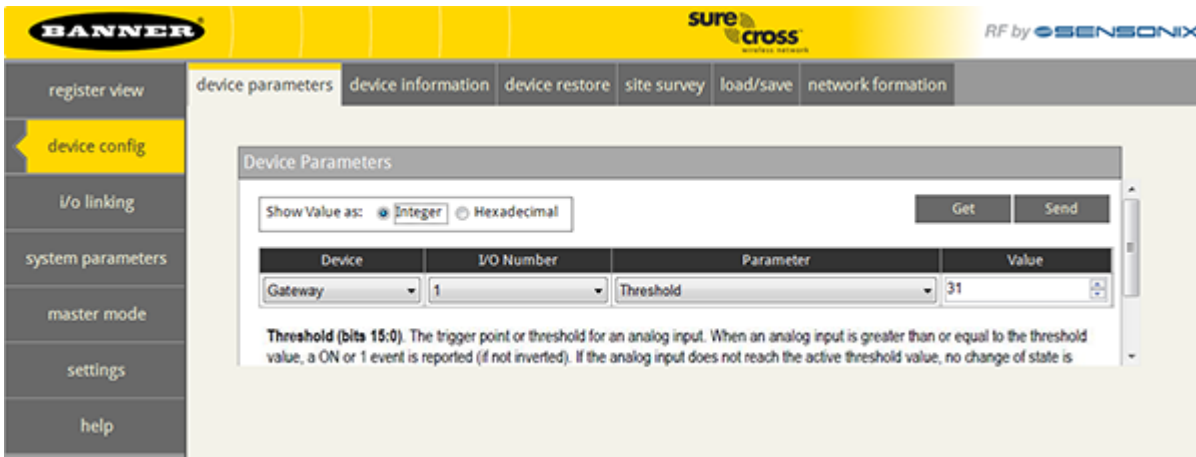 BANNER
sure cross
wireless network
RF by SENSONIX
register view
device config
i/o linking
system parameters
master mode
settings
help
device parameters device information device restore site survey load/save network formation
Device Parameters
Show Value as: Integer Hexadecimal
Get Send
Device I/O Number Parameter Value
Gateway 1 Threshold 31
Threshold (bits 15:0). The trigger point or threshold for an analog input. When an analog input is greater than or equal to the threshold
value, a ON or 1 event is reported (if not inverted). If the analog input does not reach the active threshold value, no change of state is